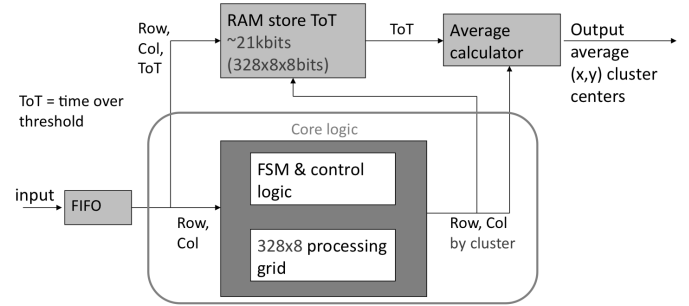 Row,
Col,
ToT
RAM store ToT
~21kbits
(328x8x8bits)
ToT
Average
calculator
Output
average
(x,y) cluster
centers
ToT = time over
threshold
Core logic
input
FIFO
Row,
Col
FSM & control
logic
328x8 processing
grid
Row, Col
by cluster